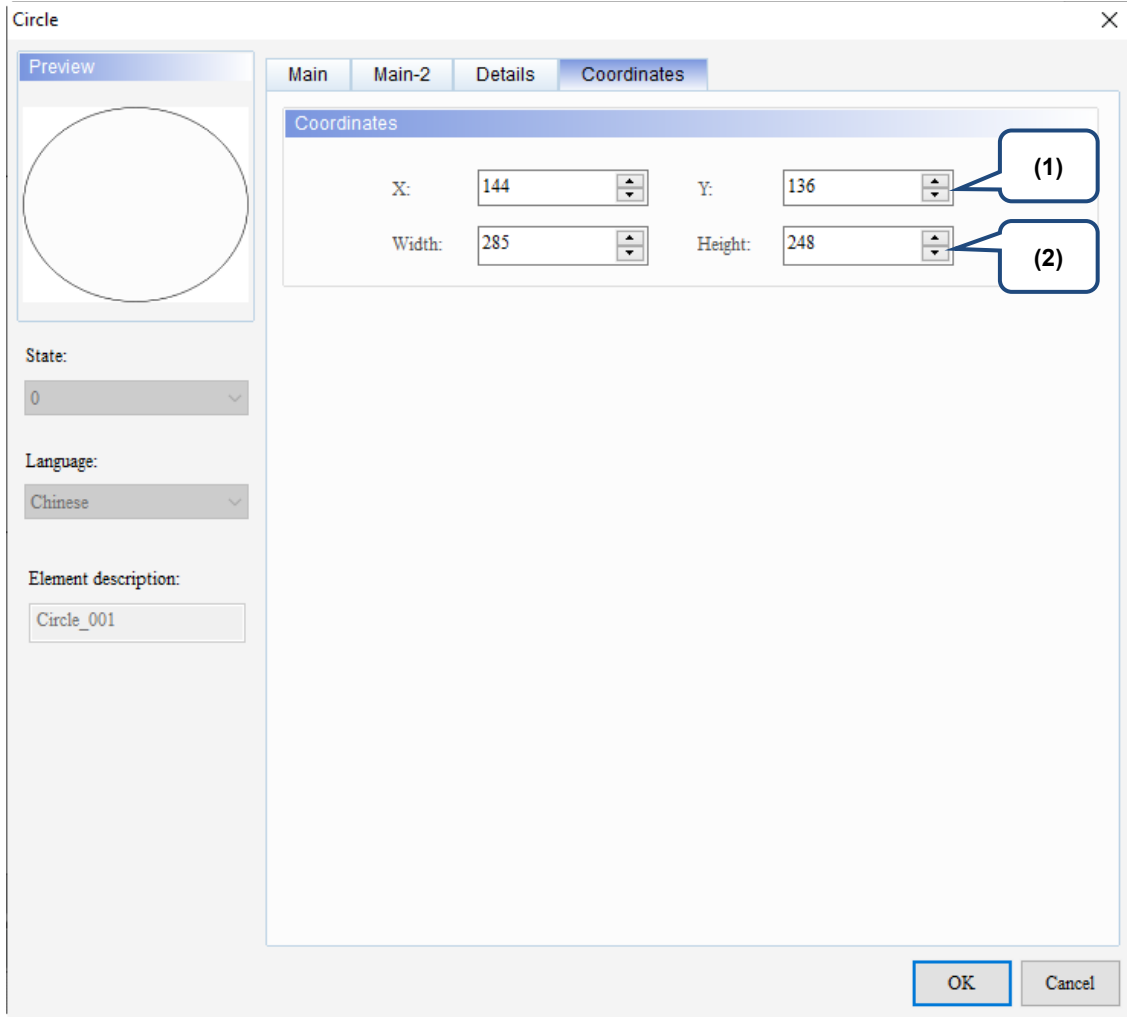 Circle
Preview
Main Main-2 Details Coordinates
Coordinates
X: 144 Y: 136 (1)
Width: 285 Height: 248 (2)
State:
0
Language:
Chinese
Element description:
Circle_001
OK Cancel